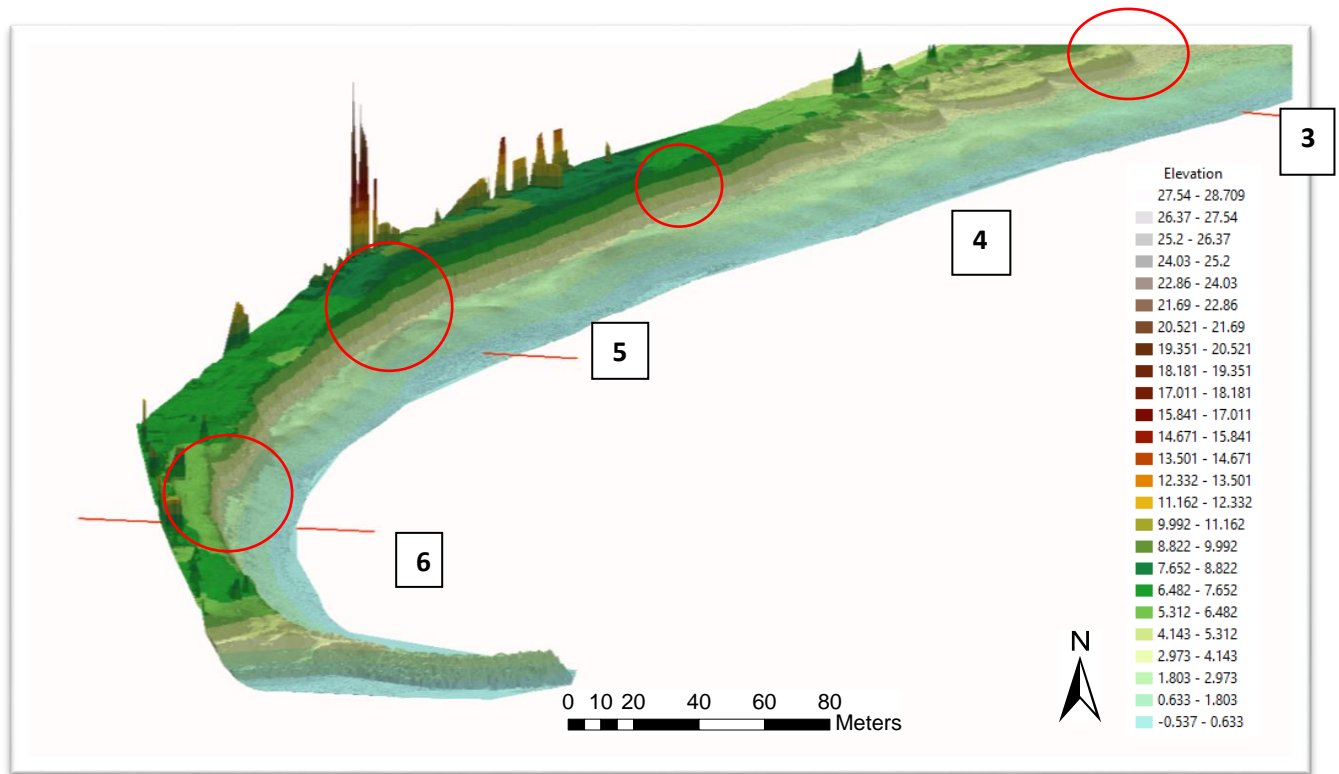 3
4
5
6
Elevation
27.54 - 28.709
26.37 - 27.54
25.2 - 26.37
24.03 - 25.2
22.86 - 24.03
21.69 - 22.86
20.521 - 21.69
19.351 - 20.521
18.181 - 19.351
17.011 - 18.181
15.841 - 17.011
14.671 - 15.841
13.501 - 14.671
12.332 - 13.501
11.162 - 12.332
9.992 - 11.162
8.822 - 9.992
7.652 - 8.822
6.482 - 7.652
5.312 - 6.482
4.143 - 5.312
2.973 - 4.143
1.803 - 2.973
0.633 - 1.803
-0.537 - 0.633
N
0 10 20 40 60 80
Meters